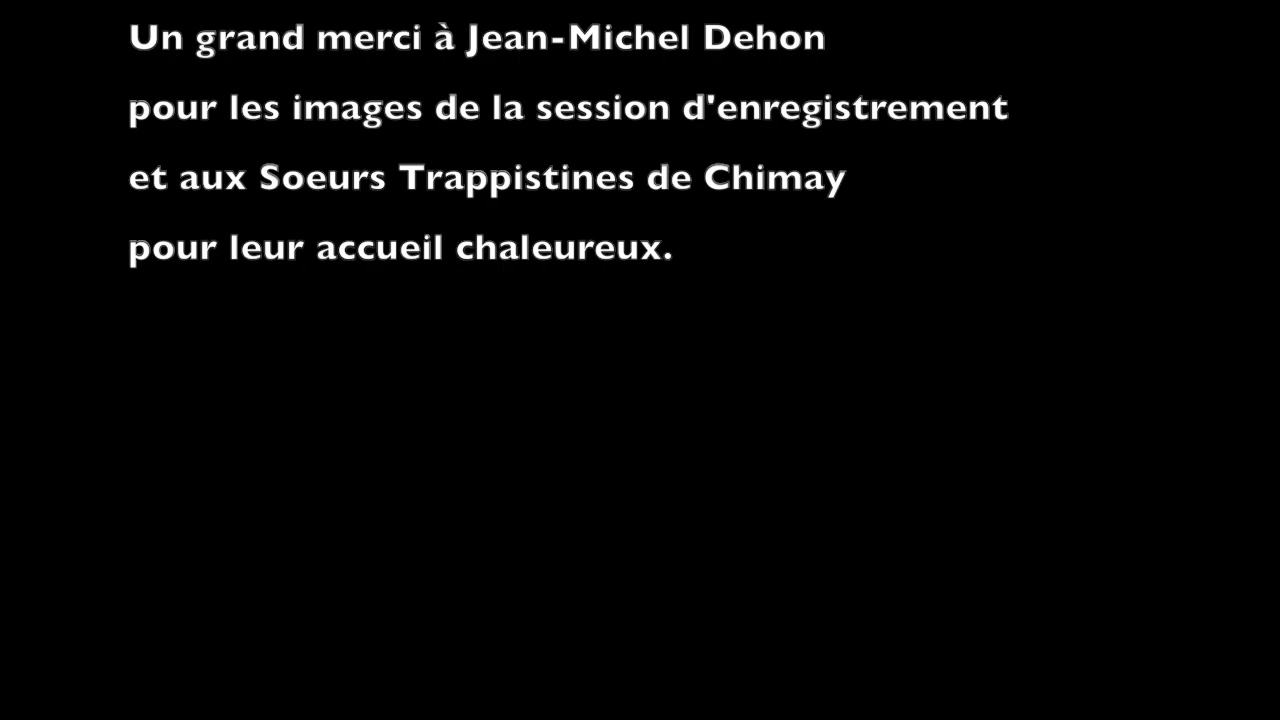 Un grand merci à Jean-Michel Dehon
pour les images de la session d'enregistrement
et aux Soeurs Trappistines de Chimay
pour leur accueil chaleureux.